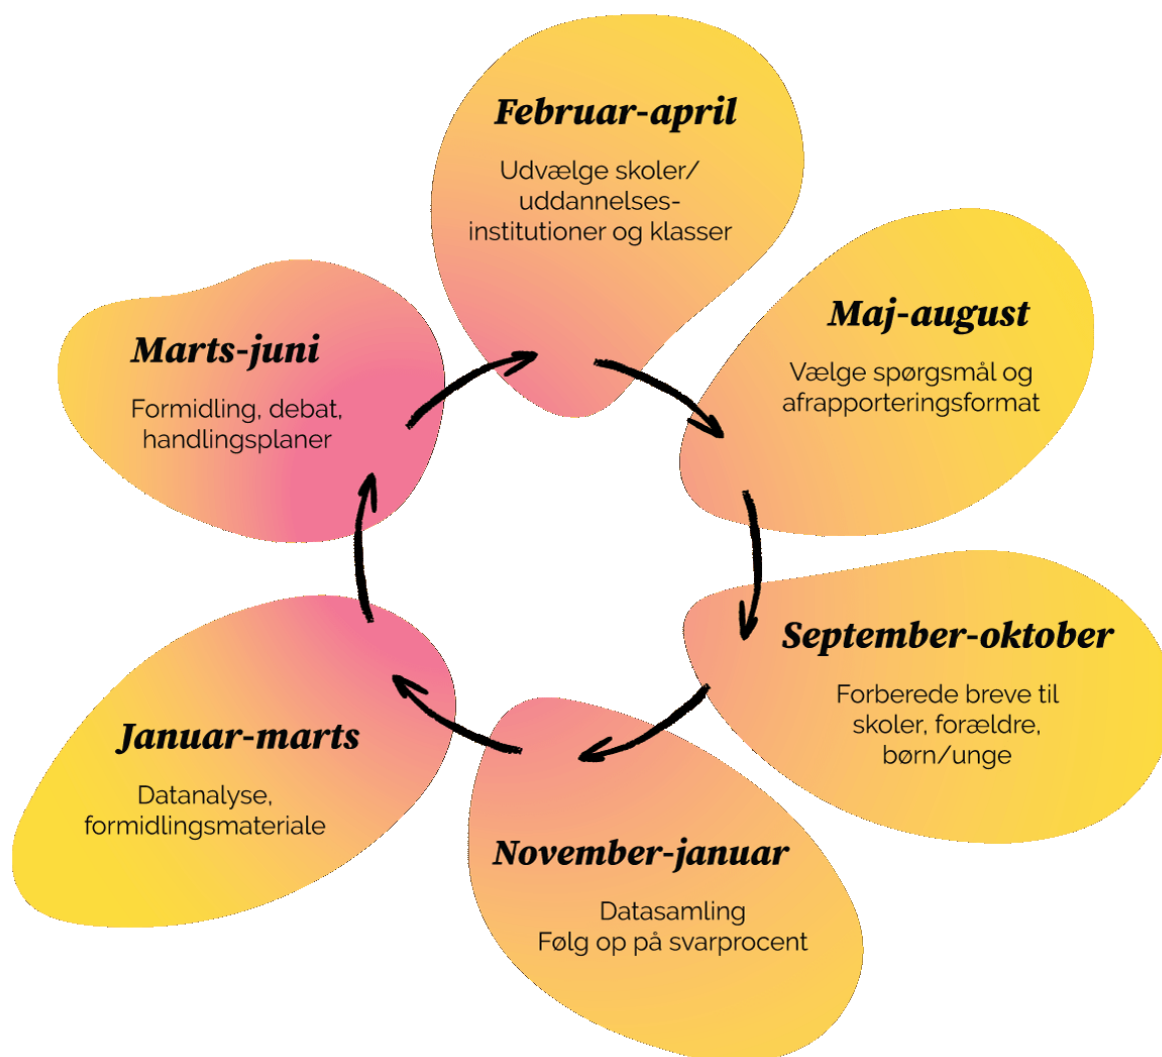 Februar-april
Udvælge skoler/
uddannelses-
institutioner og klasser
Maj-august
Vælge spørgsmål og
afrapporteringsformat
September-oktober
Forberede breve til
skoler, forældre,
børn/unge
November-januar
Datasamling
Følg op på svarprocent
Januar-marts
Datanalyse,
formidlingsmateriale
Marts-juni
Formidling, debat,
handlingsplaner